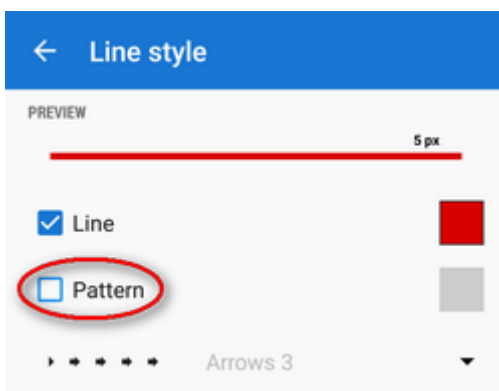 Line style
PREVIEW
5 px
Line
Pattern
Arrows 3